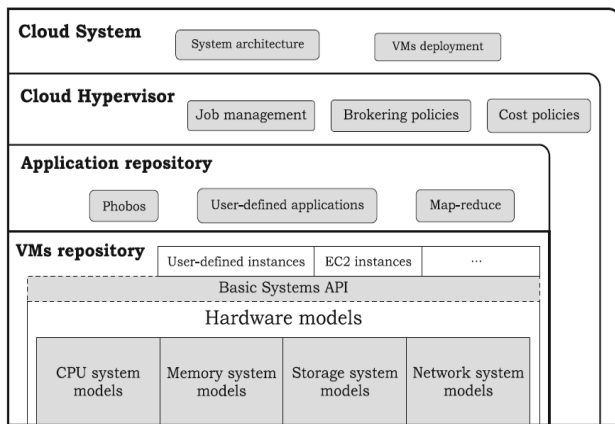 Cloud System
System architecture
VMs deployment
Cloud Hypervisor
Job management
Brokering policies
Cost policies
Application repository
Phobos
User-defined applications
Map-reduce
VMs repository
User-defined instances
EC2 instances
...
Basic Systems API
Hardware models
CPU system
models
Memory system
models
Storage system
models
Network system
models